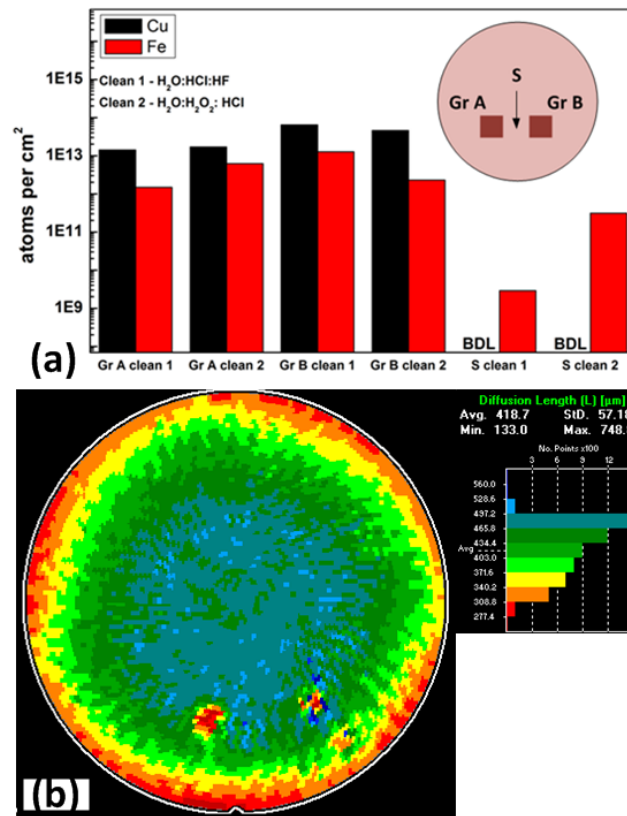 Cu
Fe
Clean 1 - H₂O:HCl:HF
Clean 2 - H₂O:H₂O₂: HCl
S
Gr A
Gr B
atoms per cm²
1E15
1E13
1E11
1E9
BDL
BDL
(a)
Gr A clean 1
Gr A clean 2
Gr B clean 1
Gr B clean 2
S clean 1
S clean 2
Diffusion Length (L) [µm]
Avg. 418.7 StD. 57.18
Min. 133.0 Max. 748.
No. Points x100
3 6 9 12
560.0
528.6
497.2
465.8
434.4
Avg
403.0
371.6
340.2
308.8
277.4
(b)